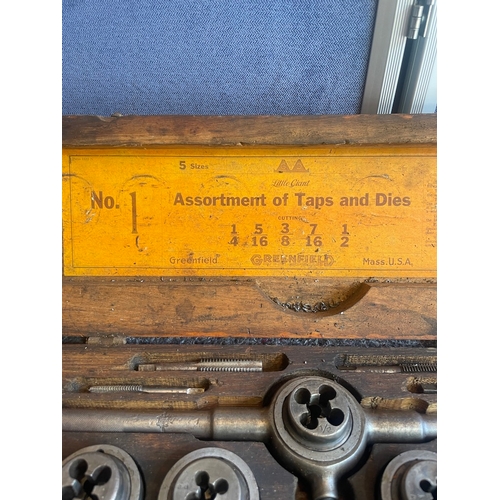 5 Sizes
Little Giant
No. 1 Assortment of Taps and Dies
CUTTING
1 5 3 7 1
4 16 8 16 2
Greenfield GREENFIELD Mass. U.S.A.